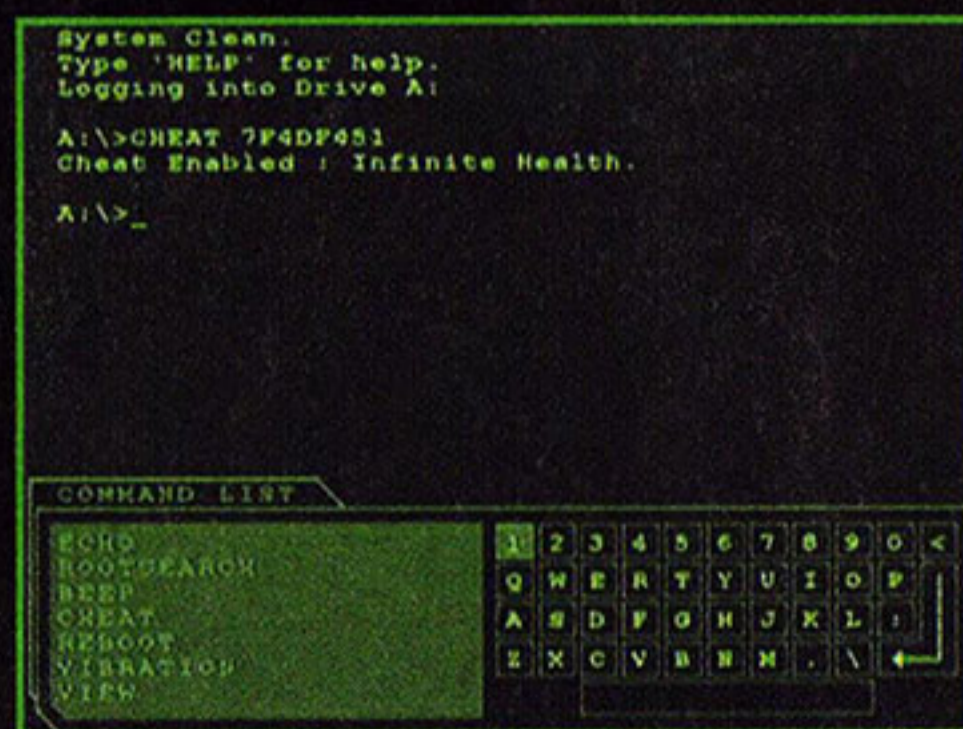 System Clean.
Type 'HELP' for help.
Logging into Drive A:
A:\>CHEAT 7F4DF451
Cheat Enabled : Infinite Health.
A:\>_
COMMAND LIST
ECHO
ROOTSEARCH
BEEP
CHEAT
REBOOT
VIBRATION
VIEW
1 2 3 4 5 6 7 8 9 0 <
Q W E R T Y U I O P
A S D F G H J K L :
Z X C V B N M . \